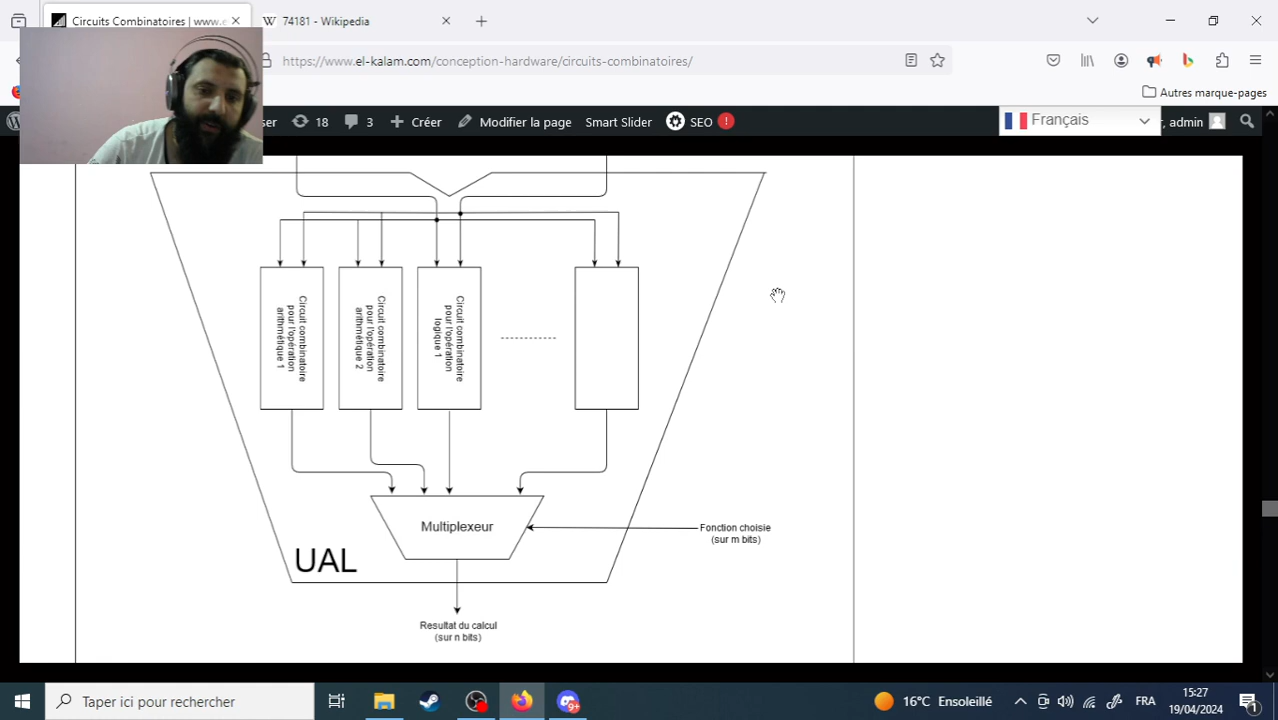 Circuits Combinatoires | www.e
74181 - Wikipedia
https://www.el-kalam.com/conception-hardware/circuits-combinatoires/
Autres marque-pages
ser
18
3
Créer
Modifier la page
Smart Slider
SEO
!
Français
, admin
Circuit combinatoire
pour l'opération
arithmétique 1
Circuit combinatoire
pour l'opération
arithmétique 2
Circuit combinatoire
pour l'opération
logique 1
Multiplexeur
Fonction choisie
(sur m bits)
UAL
Resultat du calcul
(sur n bits)
Taper ici pour rechercher
9+
16°C Ensoleillé
FRA
15:27
19/04/2024
1